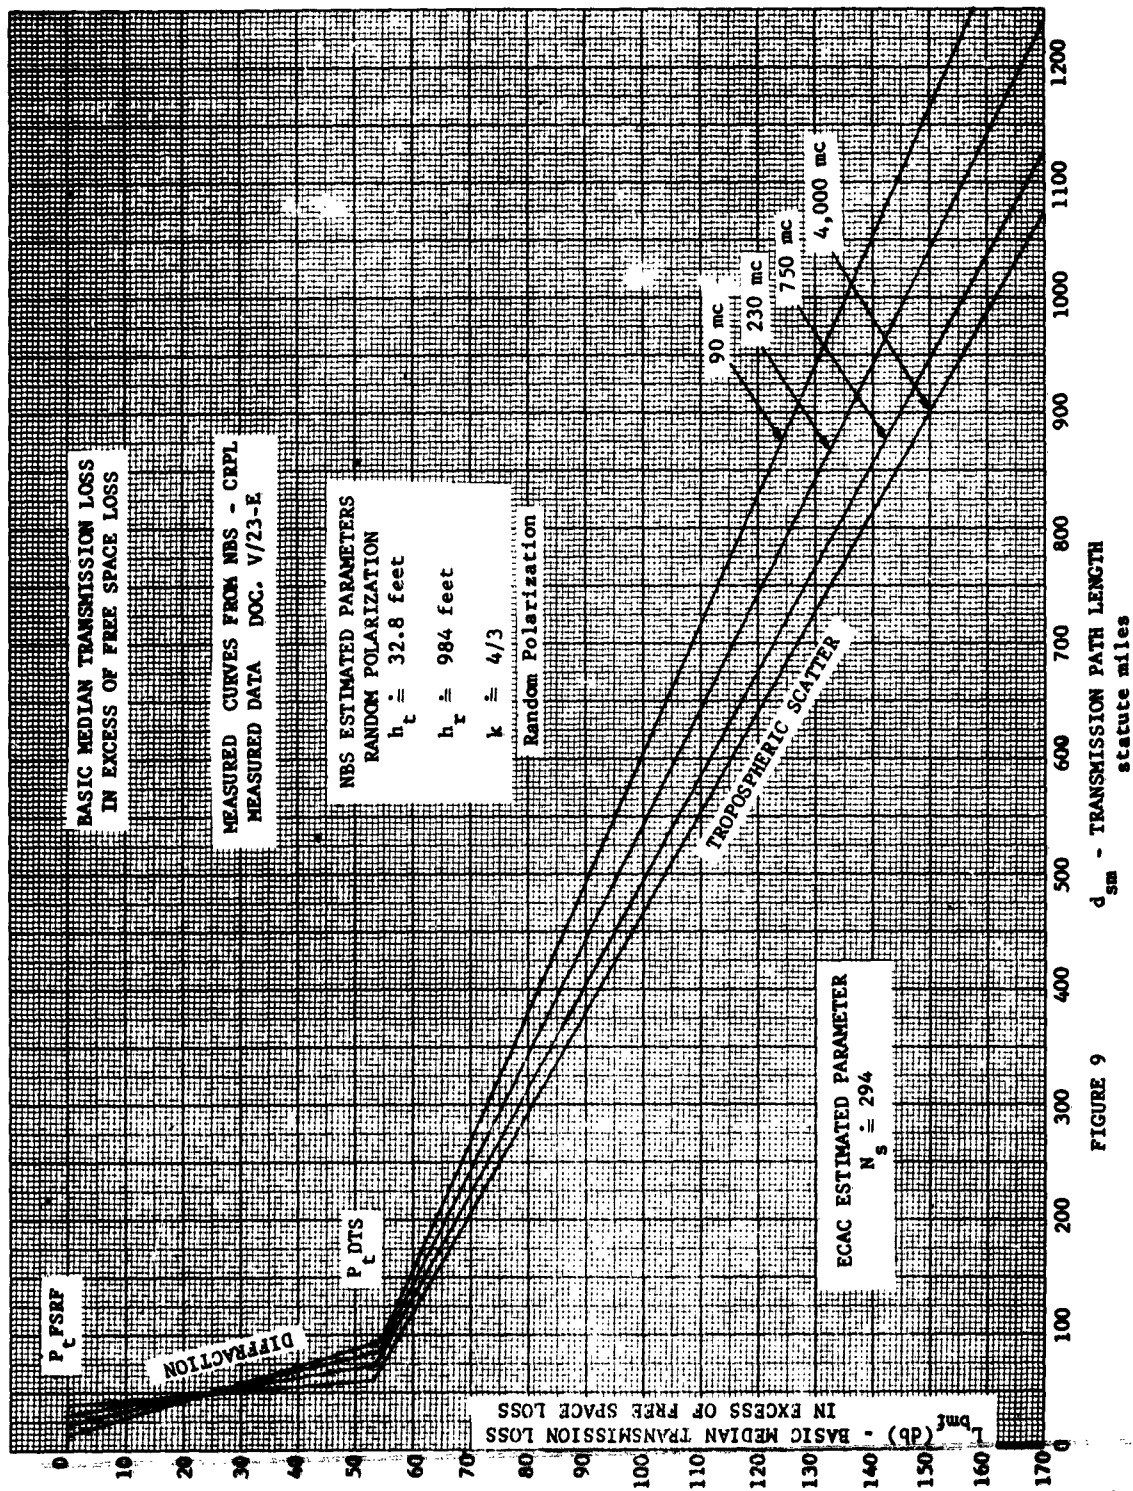 BASIC MEDIAN TRANSMISSION LOSS
IN EXCESS OF FREE SPACE LOSS
MEASURED CURVES FROM NBS - CRPL
MEASURED DATA DOC. V/23-E
NBS ESTIMATED PARAMETERS
RANDOM POLARIZATION
h_t ≐ 32.8 feet
h_r ≐ 984 feet
k ≐ 4/3
Random Polarization
P_t FSRF
DIFFRACTION
P_t DTS
90 mc
230 mc
750 mc
4,000 mc
TROPOSPHERIC SCATTER
ECAC ESTIMATED PARAMETER
N_s ≐ 294
L_bmf (db) - BASIC MEDIAN TRANSMISSION LOSS
IN EXCESS OF FREE SPACE LOSS
0
10
20
30
40
50
60
70
80
90
100
110
120
130
140
150
160
170
0 100 200 300 400 500 600 700 800 900 1000 1100 1200
d_sm - TRANSMISSION PATH LENGTH
statute miles
FIGURE 9